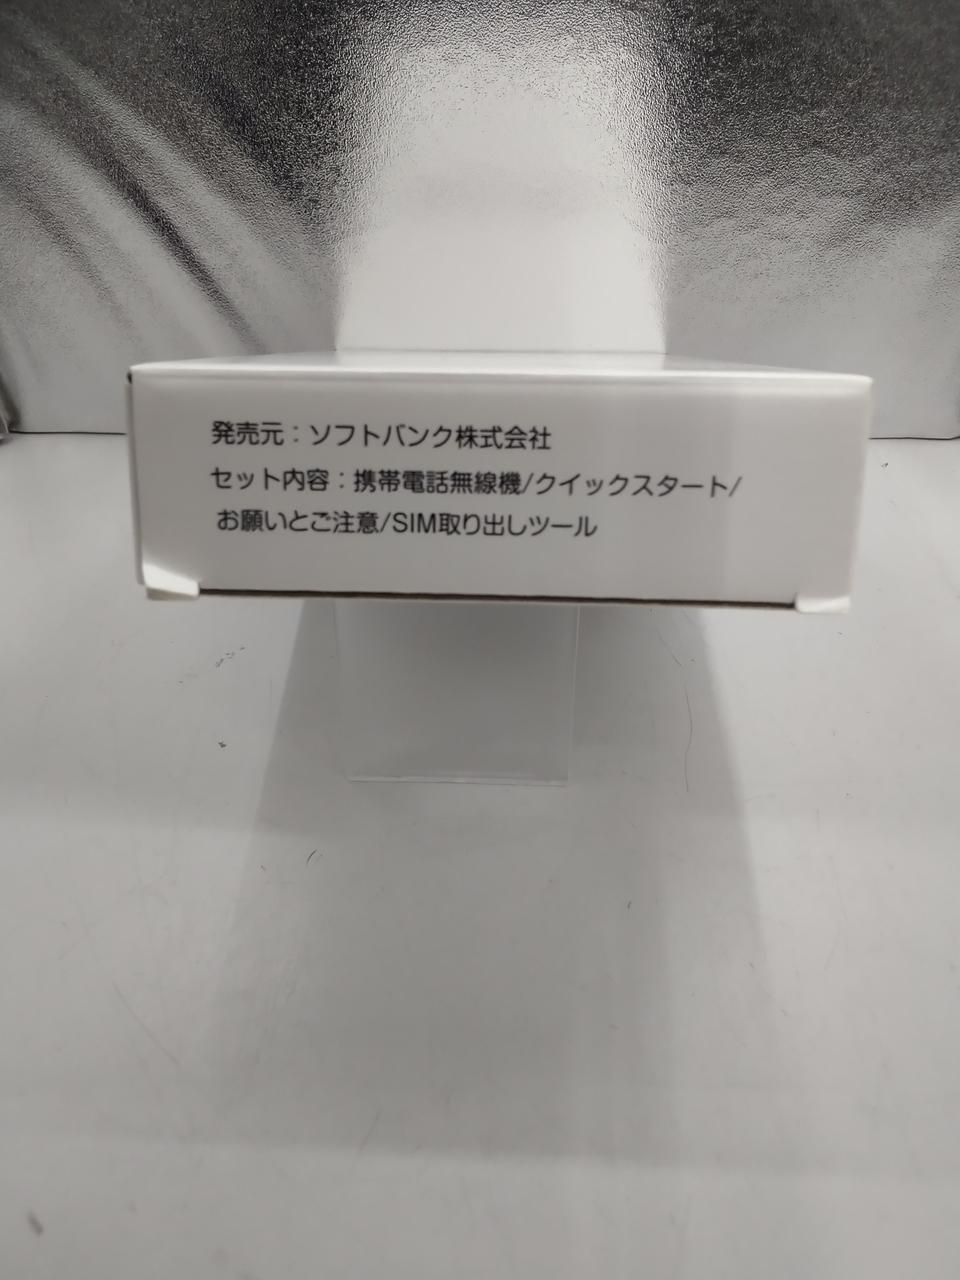 発売元：ソフトバンク株式会社
セット内容：携帯電話無線機/クイックスタート/
お願いとご注意/SIM取り出しツール